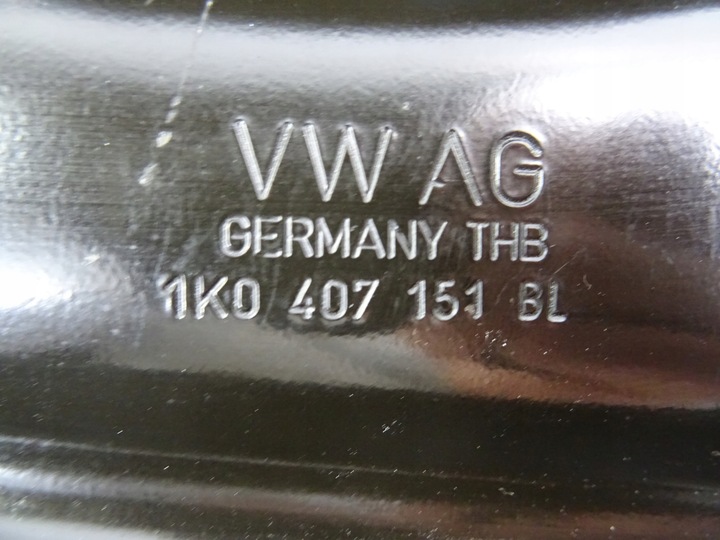 VW AG
GERMANY THB
1K0 407 151 BL